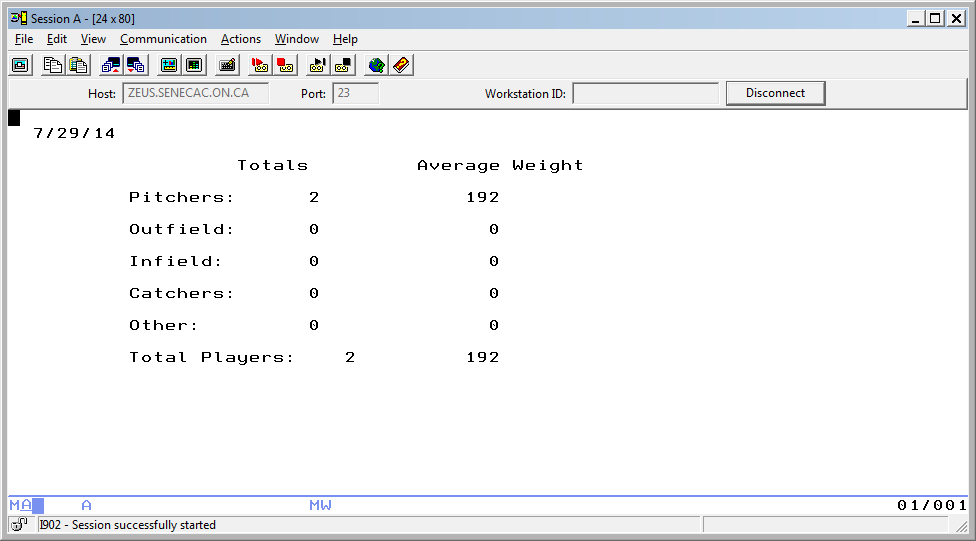 Session A - [24 x 80]
File Edit View Communication Actions Window Help
Host: ZEUS.SENECAC.ON.CA Port: 23 Workstation ID: Disconnect
7/29/14
Totals Average Weight
Pitchers: 2 192
Outfield: 0 0
Infield: 0 0
Catchers: 0 0
Other: 0 0
Total Players: 2 192
MA A MW 01/001
I902 - Session successfully started